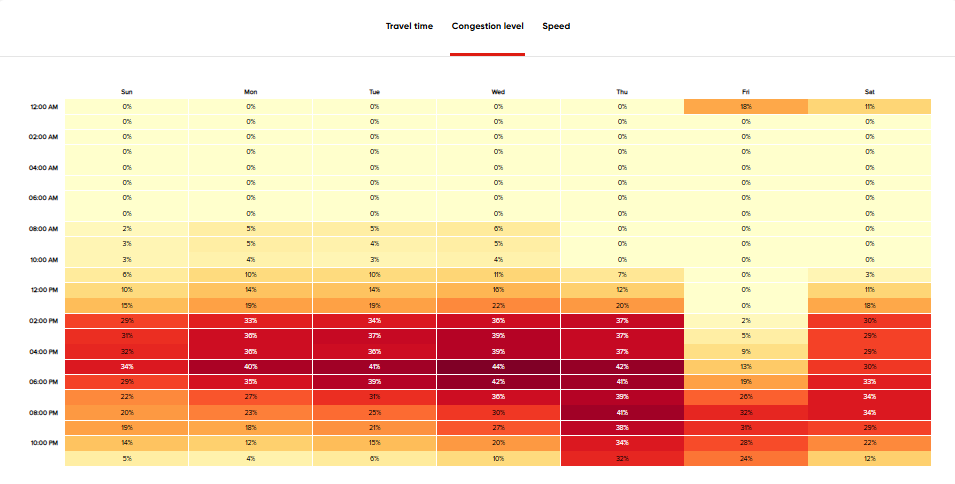 Travel time Congestion level Speed
Sun Mon Tue Wed Thu Fri Sat
12:00 AM 0% 0% 0% 0% 0% 18% 11%
0% 0% 0% 0% 0% 0% 0%
02:00 AM 0% 0% 0% 0% 0% 0% 0%
0% 0% 0% 0% 0% 0% 0%
04:00 AM 0% 0% 0% 0% 0% 0% 0%
0% 0% 0% 0% 0% 0% 0%
06:00 AM 0% 0% 0% 0% 0% 0% 0%
0% 0% 0% 0% 0% 0% 0%
08:00 AM 2% 5% 5% 6% 0% 0% 0%
3% 5% 4% 5% 0% 0% 0%
10:00 AM 3% 4% 3% 4% 0% 0% 0%
6% 10% 10% 11% 7% 0% 3%
12:00 PM 10% 14% 14% 16% 12% 0% 11%
15% 19% 19% 22% 20% 0% 18%
02:00 PM 29% 33% 34% 36% 37% 2% 30%
31% 36% 37% 39% 37% 5% 29%
04:00 PM 32% 36% 36% 39% 37% 9% 29%
34% 40% 41% 44% 42% 13% 30%
06:00 PM 29% 35% 39% 42% 41% 19% 33%
22% 27% 31% 36% 39% 26% 34%
08:00 PM 20% 23% 25% 30% 41% 32% 34%
19% 18% 21% 27% 38% 31% 29%
10:00 PM 14% 12% 15% 20% 34% 28% 22%
5% 4% 6% 10% 32% 24% 12%